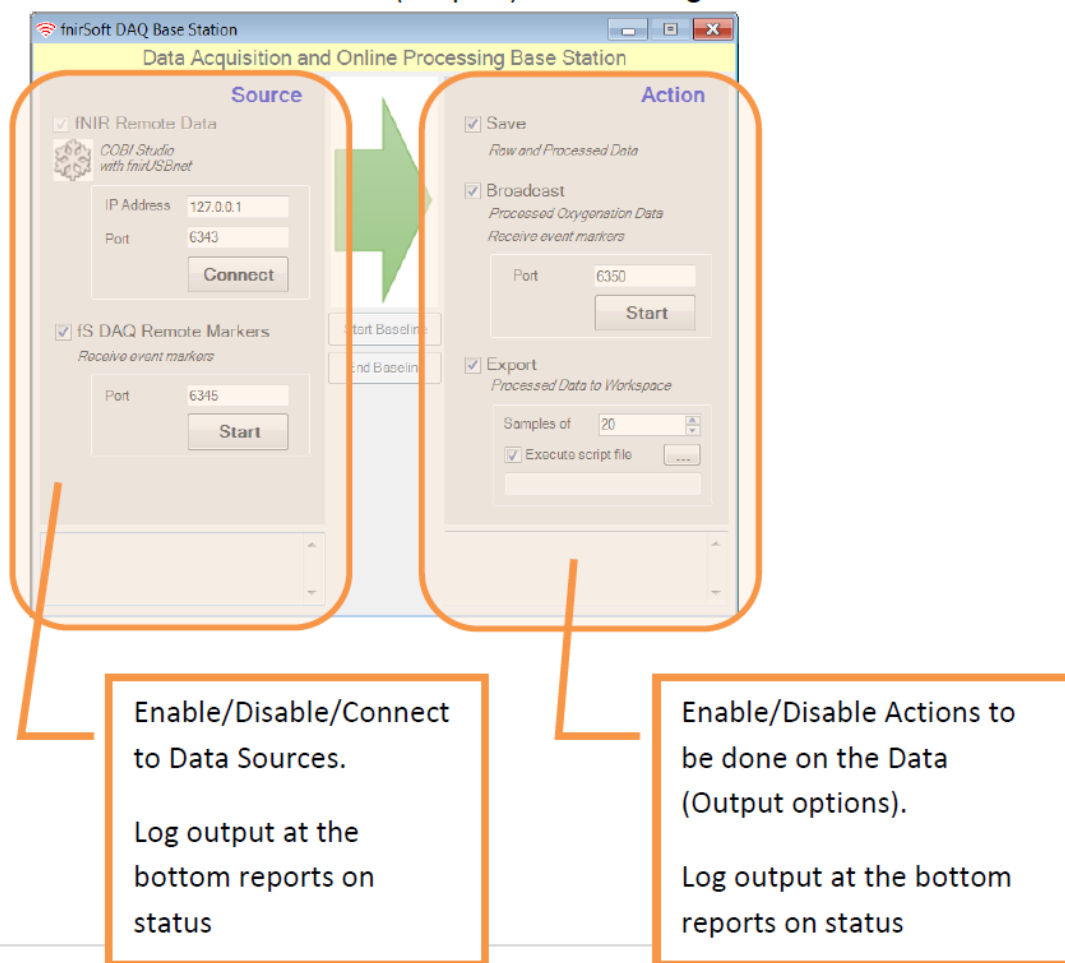 fnirSoft DAQ Base Station
Data Acquisition and Online Processing Base Station
Source
fNIR Remote Data
COBI Studio
with fnirUSBnet
IP Address 127.0.0.1
Port 6343
Connect
fS DAQ Remote Markers
Receive event markers
Port 6345
Start
Start Baseline
End Baseline
Action
Save
Raw and Processed Data
Broadcast
Processed Oxygenation Data
Receive event markers
Port 6350
Start
Export
Processed Data to Workspace
Samples of 20
Execute script file ...
Enable/Disable/Connect
to Data Sources.
Log output at the
bottom reports on
status
Enable/Disable Actions to
be done on the Data
(Output options).
Log output at the bottom
reports on status